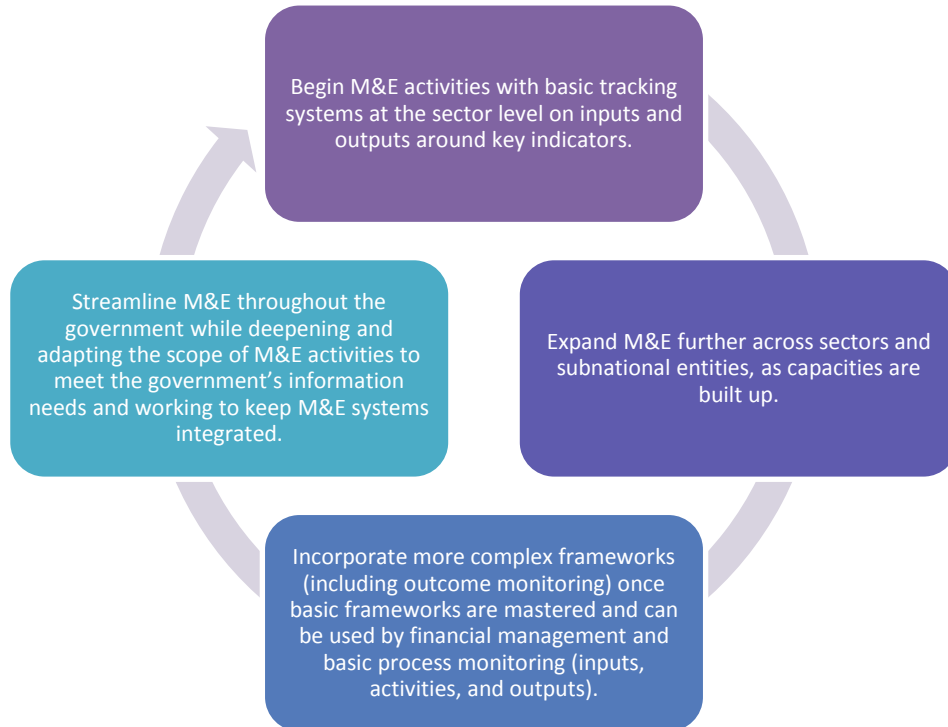 Begin M&E activities with basic tracking
systems at the sector level on inputs and
outputs around key indicators.
Expand M&E further across sectors and
subnational entities, as capacities are
built up.
Incorporate more complex frameworks
(including outcome monitoring) once
basic frameworks are mastered and can
be used by financial management and
basic process monitoring (inputs,
activities, and outputs).
Streamline M&E throughout the
government while deepening and
adapting the scope of M&E activities to
meet the government’s information
needs and working to keep M&E systems
integrated.